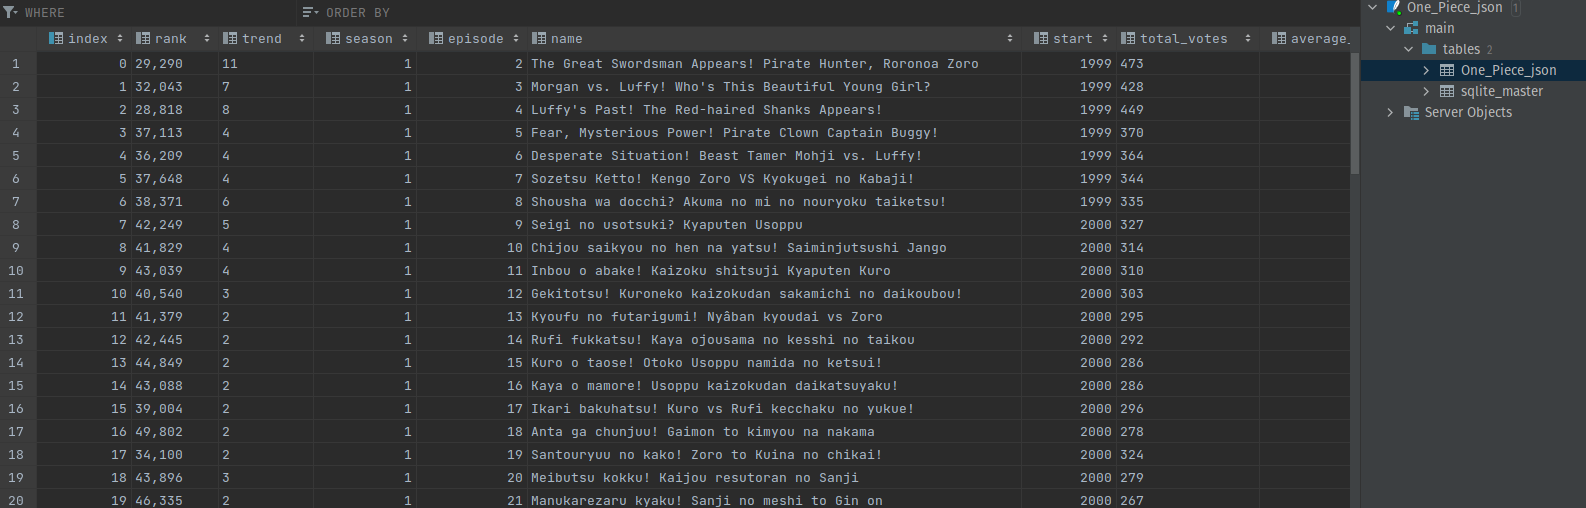 WHERE ORDER BY
index rank trend season episode name start total_votes average_
1 0 29,290 11 1 2 The Great Swordsman Appears! Pirate Hunter, Roronoa Zoro 1999 473
2 1 32,043 7 1 3 Morgan vs. Luffy! Who's This Beautiful Young Girl? 1999 428
3 2 28,818 8 1 4 Luffy's Past! The Red-haired Shanks Appears! 1999 449
4 3 37,113 4 1 5 Fear, Mysterious Power! Pirate Clown Captain Buggy! 1999 370
5 4 36,209 4 1 6 Desperate Situation! Beast Tamer Mohji vs. Luffy! 1999 364
6 5 37,648 4 1 7 Sozetsu Ketto! Kengo Zoro VS Kyokugei no Kabaji! 1999 344
7 6 38,371 6 1 8 Shousha wa docchi? Akuma no mi no nouryoku taiketsu! 1999 335
8 7 42,249 5 1 9 Seigi no usotsuki? Kyaputen Usoppu 2000 327
9 8 41,829 4 1 10 Chijou saikyou no hen na yatsu! Saiminjutsushi Jango 2000 314
10 9 43,039 4 1 11 Inbou o abake! Kaizoku shitsuji Kyaputen Kuro 2000 310
11 10 40,540 3 1 12 Gekitotsu! Kuroneko kaizokudan sakamichi no daikoubou! 2000 303
12 11 41,379 2 1 13 Kyoufu no futarigumi! Nyâban kyoudai vs Zoro 2000 295
13 12 42,445 2 1 14 Rufi fukkatsu! Kaya ojousama no kesshi no taikou 2000 292
14 13 44,849 2 1 15 Kuro o taose! Otoko Usoppu namida no ketsui! 2000 286
15 14 43,088 2 1 16 Kaya o mamore! Usoppu kaizokudan daikatsuyaku! 2000 286
16 15 39,004 2 1 17 Ikari bakuhatsu! Kuro vs Rufi kecchaku no yukue! 2000 296
17 16 49,802 2 1 18 Anta ga chunjuu! Gaimon to kimyou na nakama 2000 278
18 17 34,100 2 1 19 Santouryuu no kako! Zoro to Kuina no chikai! 2000 324
19 18 43,896 3 1 20 Meibutsu kokku! Kaijou resutoran no Sanji 2000 279
20 19 46,335 2 1 21 Manukarezaru kyaku! Sanji no meshi to Gin on 2000 267
One_Piece_json 1
main
tables 2
One_Piece_json
sqlite_master
Server Objects